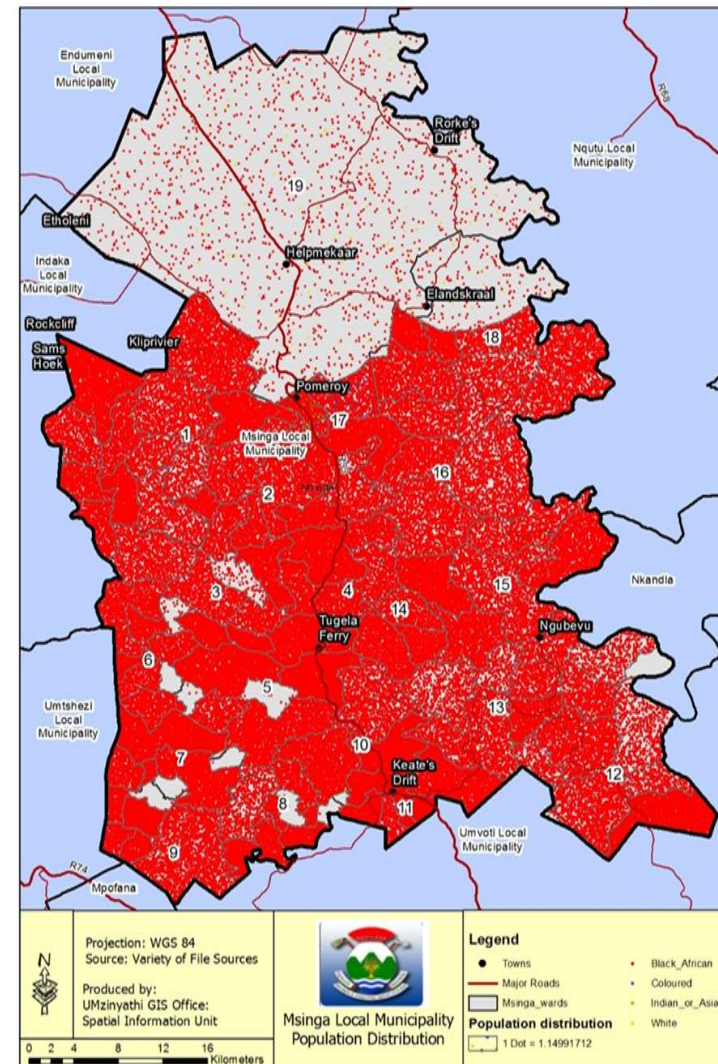 Endumeni
Local
Municipality
R68
Rorke's
Drift
Nqutu Local
Municipality
19
Etholeni
Helpmekaar
Indaka
Local
Municipality
Elandskraal
Rockcliff
Kliprivier
18
Sams
Hoek
Pomeroy
17
1
Msinga Local
Municipality
16
2
3
4
15
Nkandla
14
Tugela
Ferry
Ngubevu
6
5
Umtshezi
Local
Municipality
13
10
7
Keate's
Drift
12
8
11
9
Umvoti Local
Municipality
R74
Mpofana
N
Projection: WGS 84
Source: Variety of File Sources
Produced by:
UMzinyathi GIS Office:
Spatial Information Unit
0 2 4 8 12 16
Kilometers
Msinga Local Municipality
Population Distribution
Legend
Towns
Major Roads
Msinga_wards
Population distribution
1 Dot = 1.14991712
Black_African
Coloured
Indian_or_Asia
White